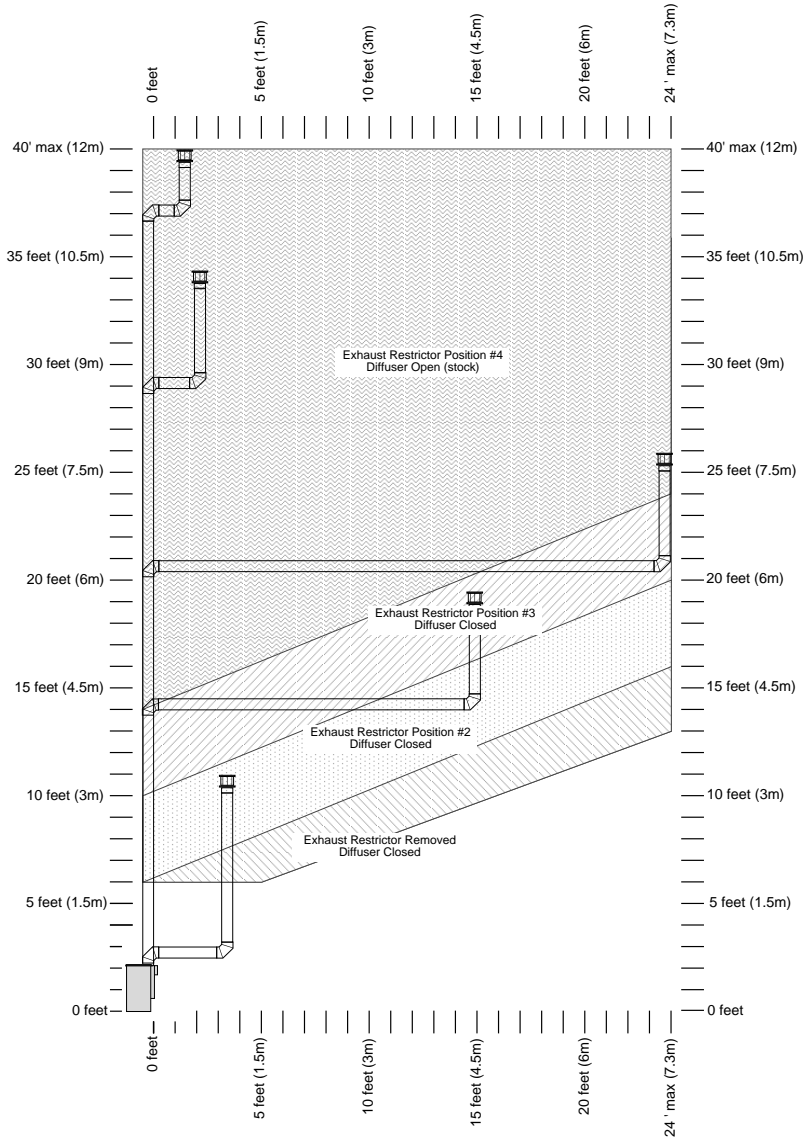 0 feet
5 feet (1.5m)
10 feet (3m)
15 feet (4.5m)
20 feet (6m)
24 ' max (7.3m)
40' max (12m)
40' max (12m)
35 feet (10.5m)
35 feet (10.5m)
Exhaust Restrictor Position #4
Diffuser Open (stock)
30 feet (9m)
30 feet (9m)
25 feet (7.5m)
25 feet (7.5m)
20 feet (6m)
20 feet (6m)
Exhaust Restrictor Position #3
Diffuser Closed
15 feet (4.5m)
15 feet (4.5m)
Exhaust Restrictor Position #2
Diffuser Closed
10 feet (3m)
10 feet (3m)
Exhaust Restrictor Removed
Diffuser Closed
5 feet (1.5m)
5 feet (1.5m)
0 feet
0 feet
0 feet
5 feet (1.5m)
10 feet (3m)
15 feet (4.5m)
20 feet (6m)
24 ' max (7.3m)